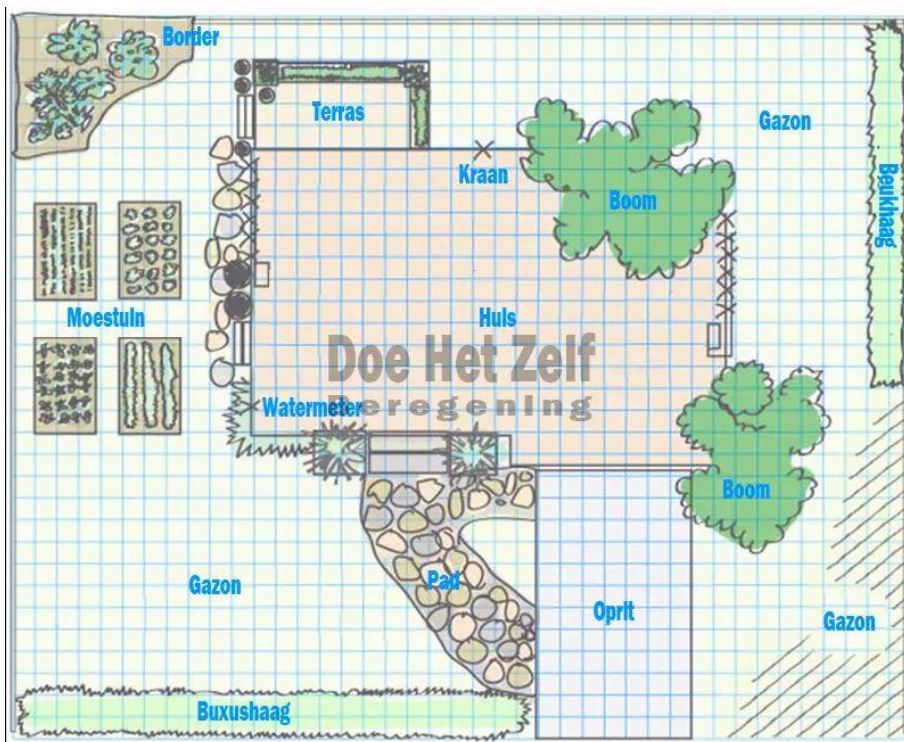 Border
Terras
Gazon
Kraan
Beukhaag
Boom
Moestuin
Huis
Doe Het Zelf
Beregening
Watermeter
Boom
Gazon
Pad
Oprit
Gazon
Buxushaag